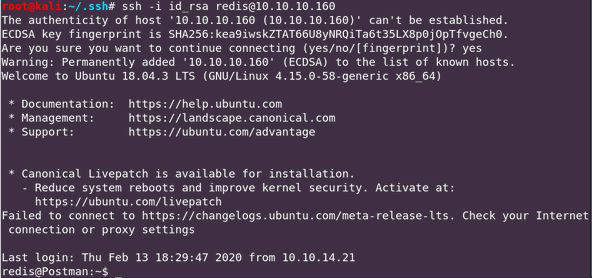 root@kali:~/.ssh# ssh -i id_rsa redis@10.10.10.160
The authenticity of host '10.10.10.160 (10.10.10.160)' can't be established.
ECDSA key fingerprint is SHA256:kea9iwskZTAT66U8yNRQiTa6t35LX8p0jOpTfvgeCh0.
Are you sure you want to continue connecting (yes/no/[fingerprint])? yes
Warning: Permanently added '10.10.10.160' (ECDSA) to the list of known hosts.
Welcome to Ubuntu 18.04.3 LTS (GNU/Linux 4.15.0-58-generic x86_64)
* Documentation: https://help.ubuntu.com
* Management: https://landscape.canonical.com
* Support: https://ubuntu.com/advantage
* Canonical Livepatch is available for installation.
- Reduce system reboots and improve kernel security. Activate at:
https://ubuntu.com/livepatch
Failed to connect to https://changelogs.ubuntu.com/meta-release-lts. Check your Internet
connection or proxy settings
Last login: Thu Feb 13 18:29:47 2020 from 10.10.14.21
redis@Postman:~$ _